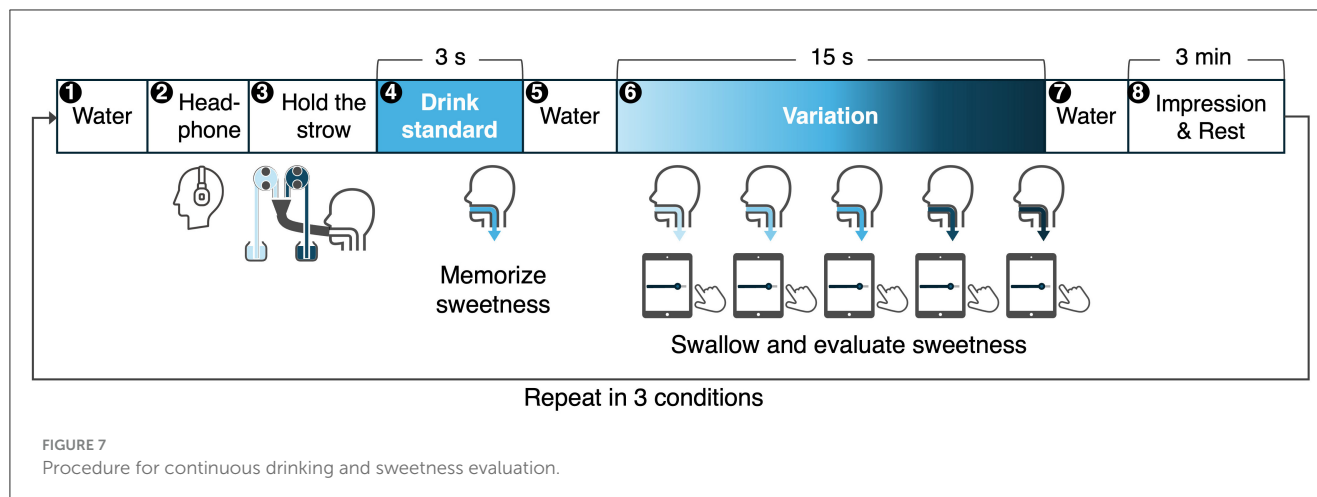 3 s
15 s
3 min
❶ Water
❷ Head-
phone
❸ Hold the
strow
❹ Drink
standard
❺ Water
❻ Variation
❼ Water
❽ Impression
& Rest
Memorize
sweetness
Swallow and evaluate sweetness
Repeat in 3 conditions
FIGURE 7
Procedure for continuous drinking and sweetness evaluation.